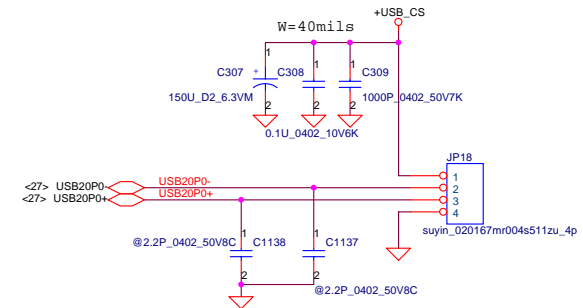 +USB_CS
W=40mils
1 1 1
C307 + C308 C309
150U_D2_6.3VM 1000P_0402_50V7K
2 2 2
0.1U_0402_10V6K
JP18
1
<27> USB20P0- USB20P0- 2
<27> USB20P0+ USB20P0+ 3
4
suyin_020167mr004s511zu_4p
1 1
@2.2P_0402_50V8C C1138 C1137
2 2
@2.2P_0402_50V8C